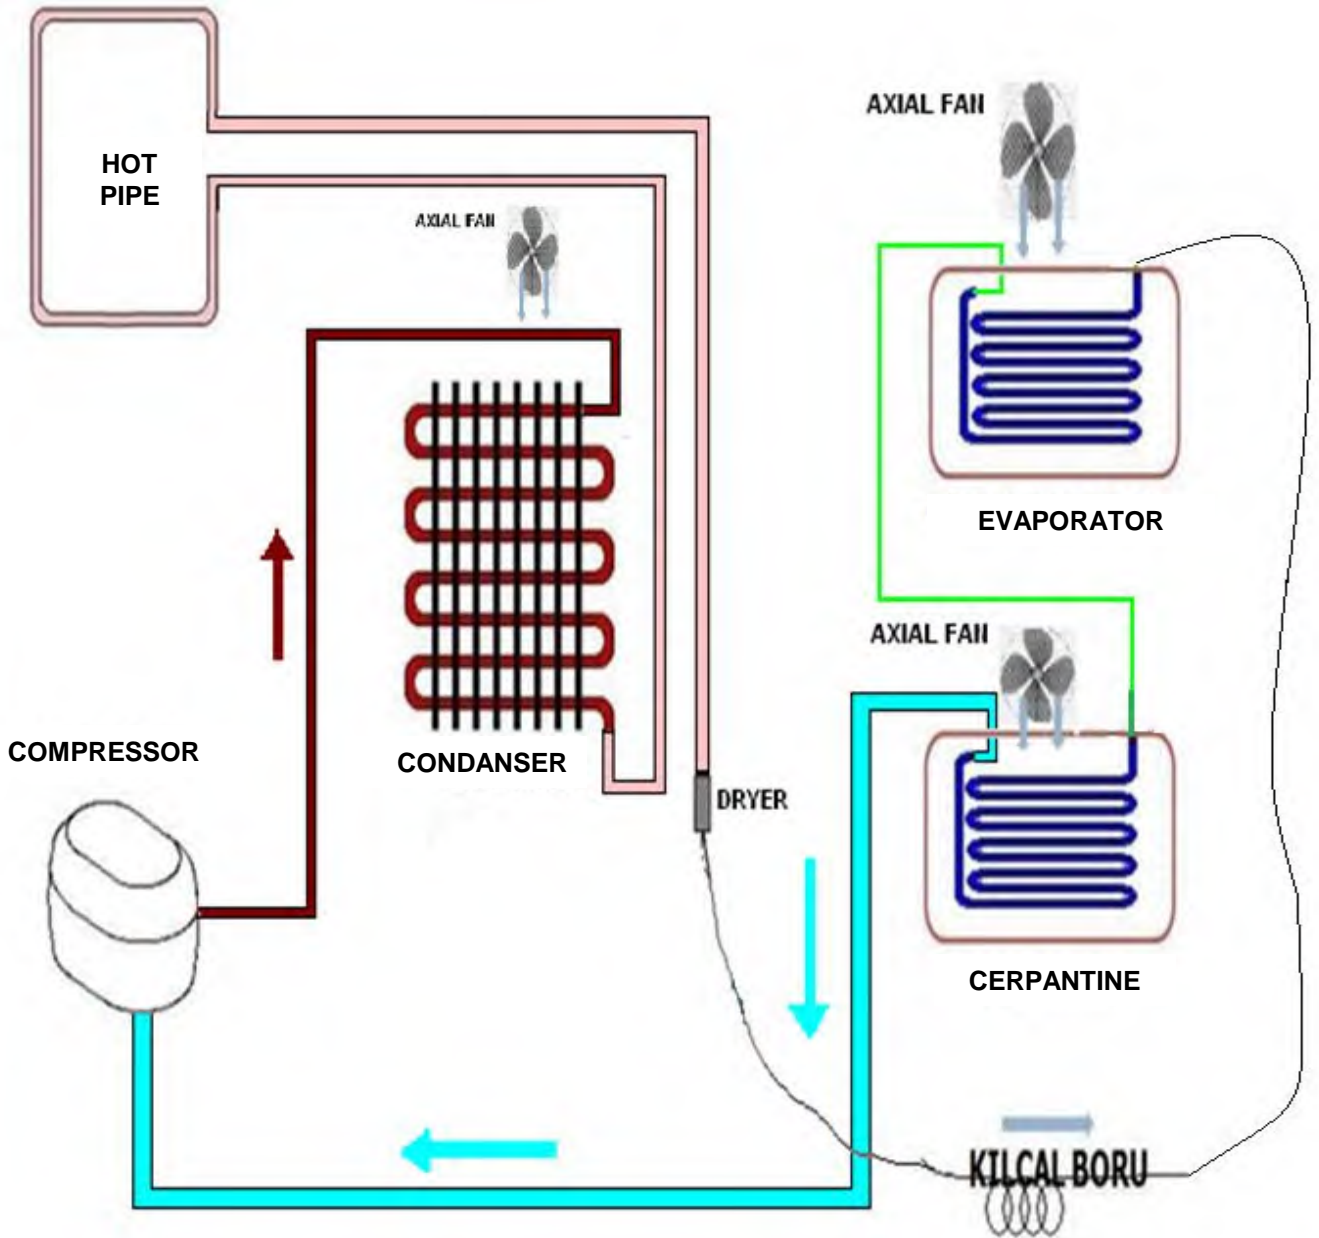 AXIAL FAN
HOT
PIPE
AXIAL FAN
EVAPORATOR
AXIAL FAN
COMPRESSOR
CONDANSER
DRYER
CERPANTINE
KILCAL BORU